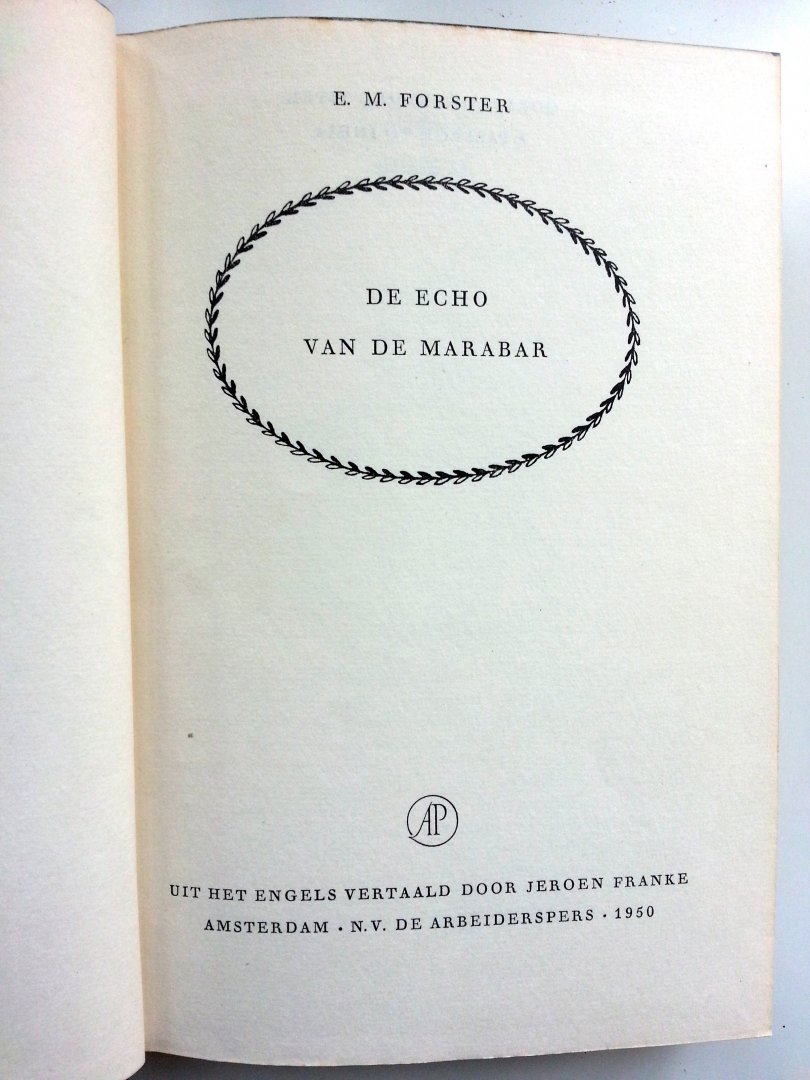 E. M. FORSTER
DE ECHO
VAN DE MARABAR
AP
UIT HET ENGELS VERTAALD DOOR JEROEN FRANKE
AMSTERDAM · N.V. DE ARBEIDERSPERS · 1950